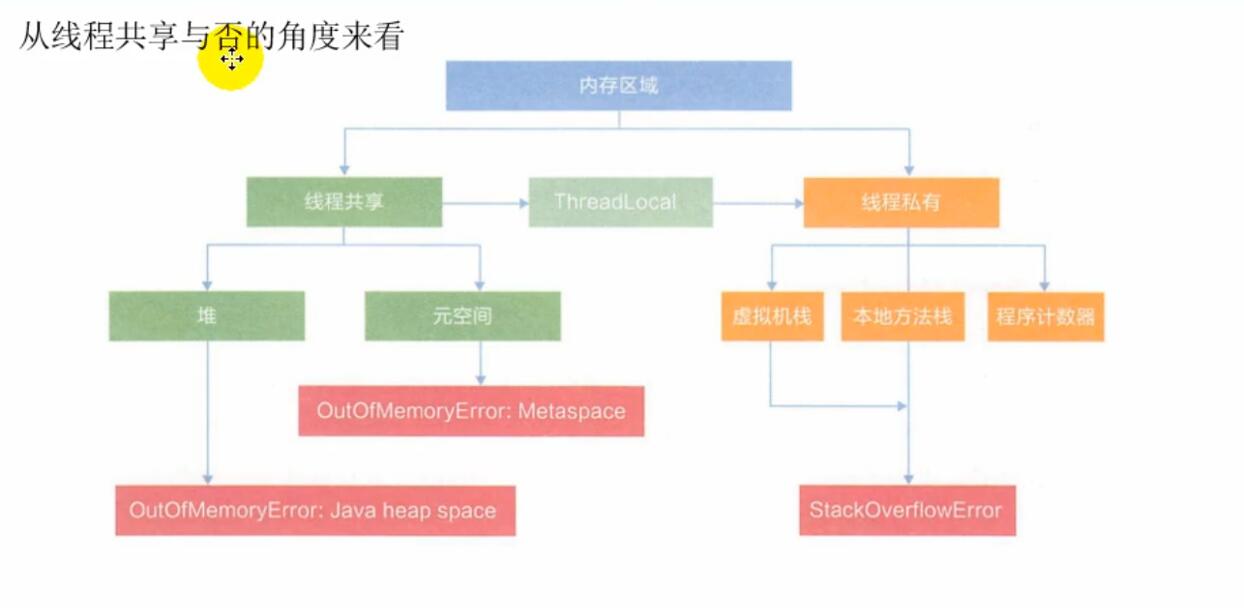 从线程共享与否的角度来看
内存区域
线程共享
ThreadLocal
线程私有
堆
元空间
虚拟机栈
本地方法栈
程序计数器
OutOfMemoryError: Metaspace
OutOfMemoryError: Java heap space
StackOverflowError